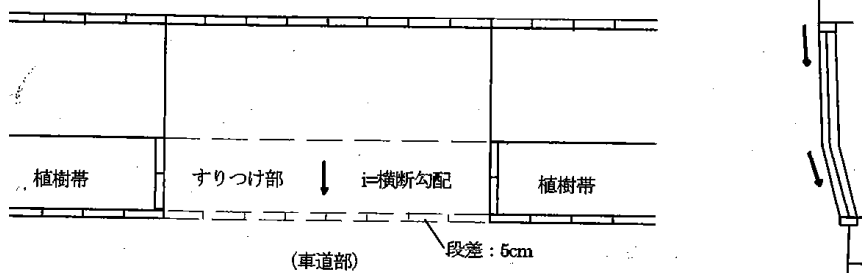 植樹帯
すりつけ部
i=横断勾配
植樹帯
段差：5cm
(車道部)